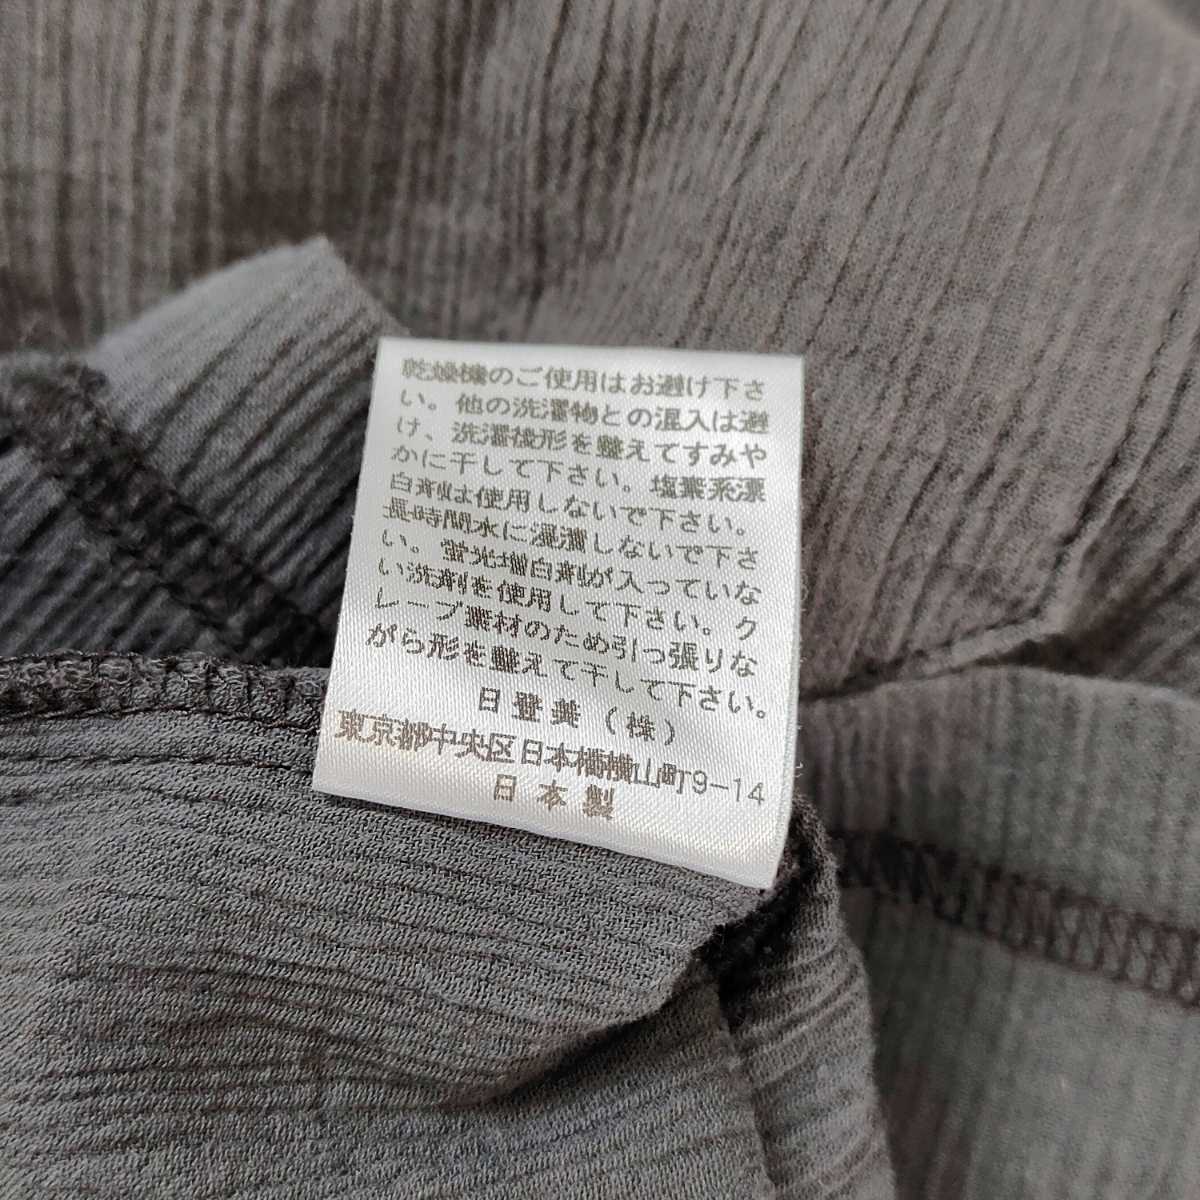 乾燥機のご使用はお避け下さ
い。他の洗濯物との混入は避
け、洗濯後形を整えてすみや
かに干して下さい。塩素系漂
白剤は使用しないで下さい。
長時間水に浸漬しないで下さ
い。蛍光増白剤が入っていな
い洗剤を使用して下さい。ク
レープ素材のため引っ張りな
がら形を整えて干して下さい。
日登美(株)
東京都中央区日本橋横山町9-14
日本製